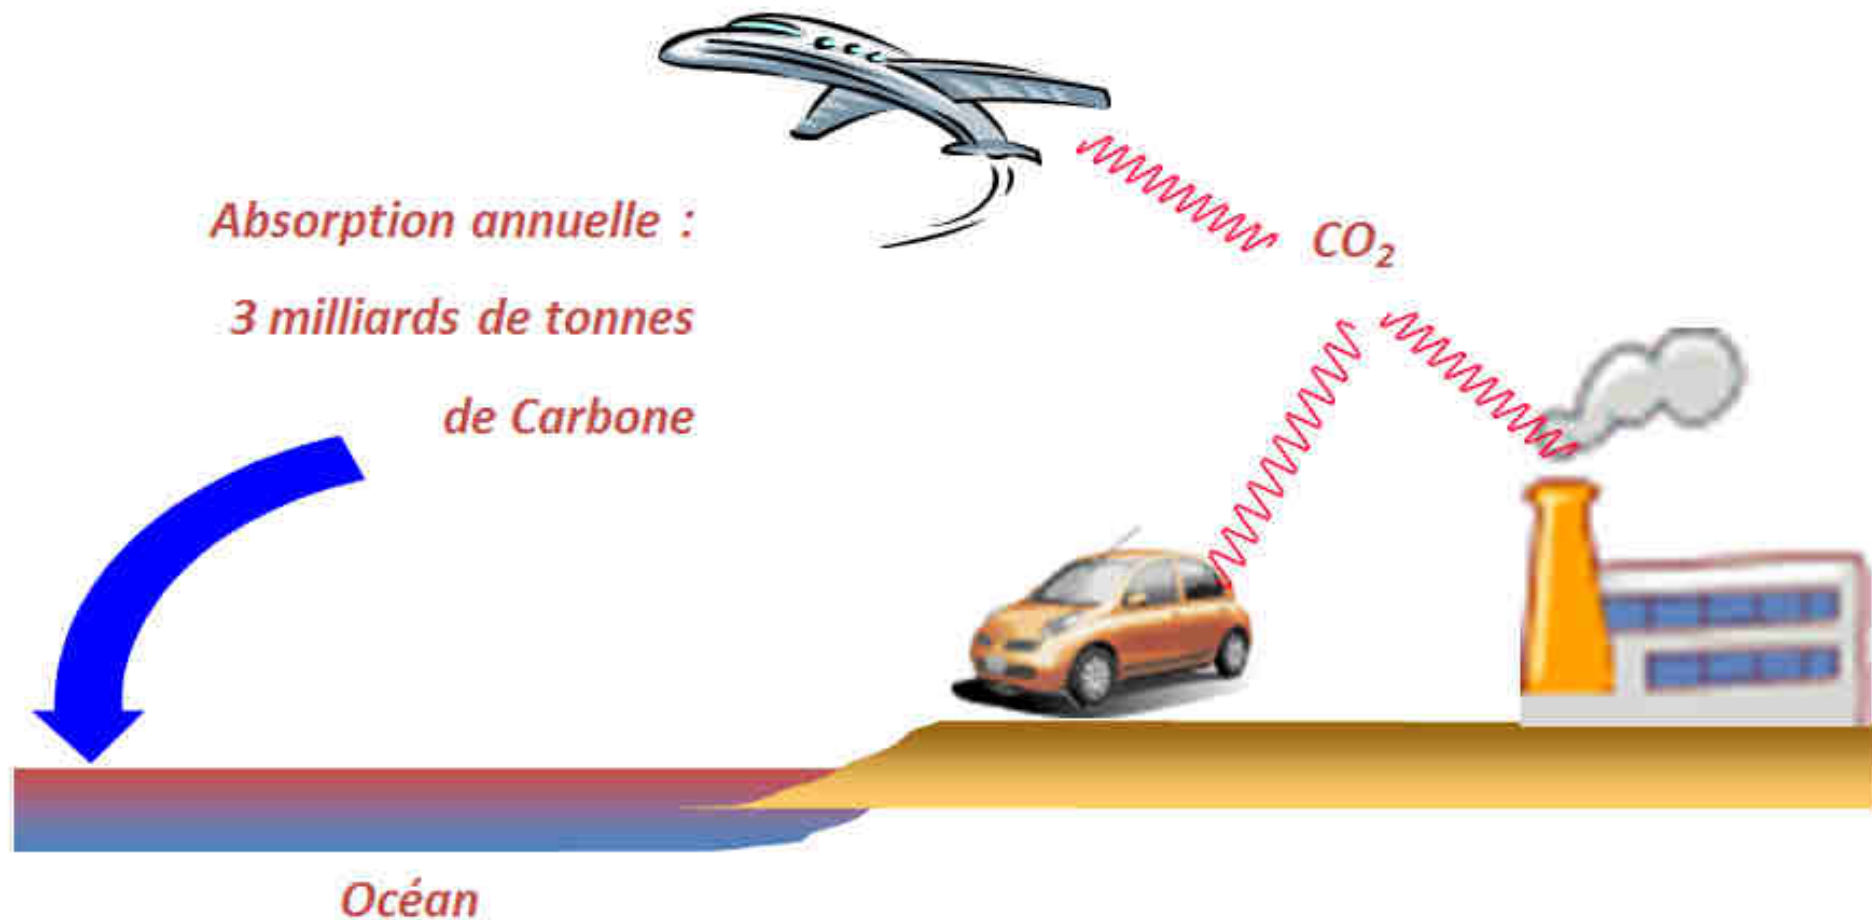 Absorption annuelle :
3 milliards de tonnes
de Carbone
CO₂
Océan